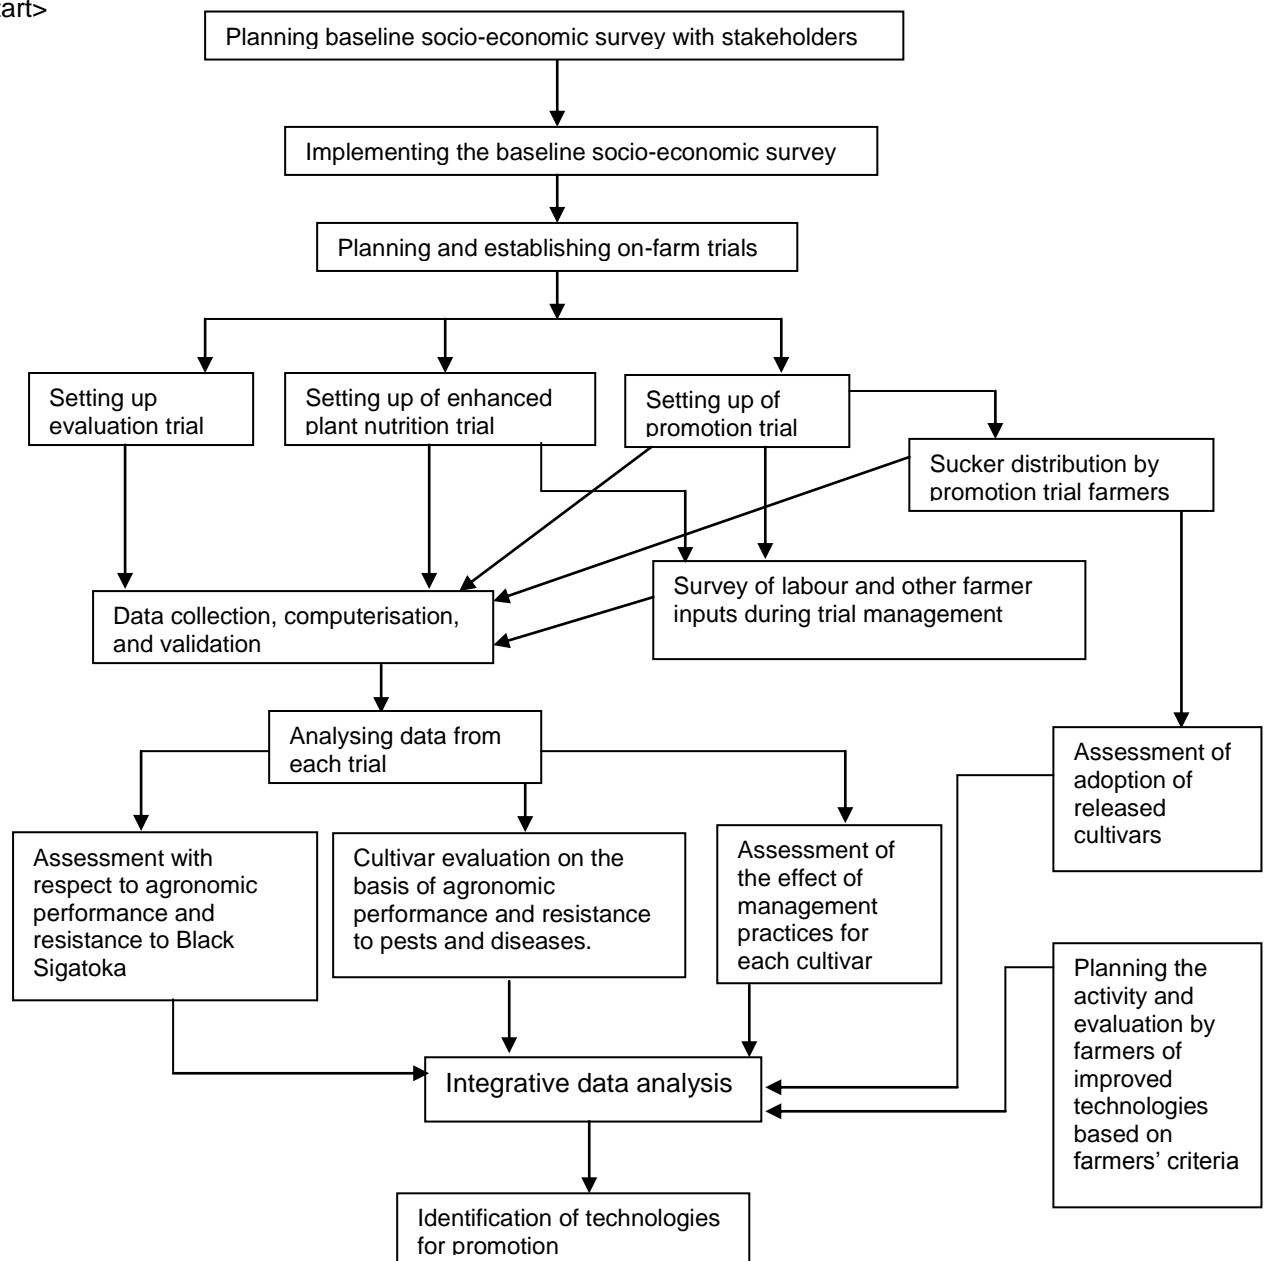 tart>
Planning baseline socio-economic survey with stakeholders
Implementing the baseline socio-economic survey
Planning and establishing on-farm trials
Setting up
evaluation trial
Setting up of enhanced
plant nutrition trial
Setting up of
promotion trial
Sucker distribution by
promotion trial farmers
Survey of labour and other farmer
inputs during trial management
Data collection, computerisation,
and validation
Analysing data from
each trial
Assessment of
adoption of
released
cultivars
Assessment with
respect to agronomic
performance and
resistance to Black
Sigatoka
Cultivar evaluation on the
basis of agronomic
performance and resistance
to pests and diseases.
Assessment of
the effect of
management
practices for
each cultivar
Planning the
activity and
evaluation by
farmers of
improved
technologies
based on
farmers’ criteria
Integrative data analysis
Identification of technologies
for promotion